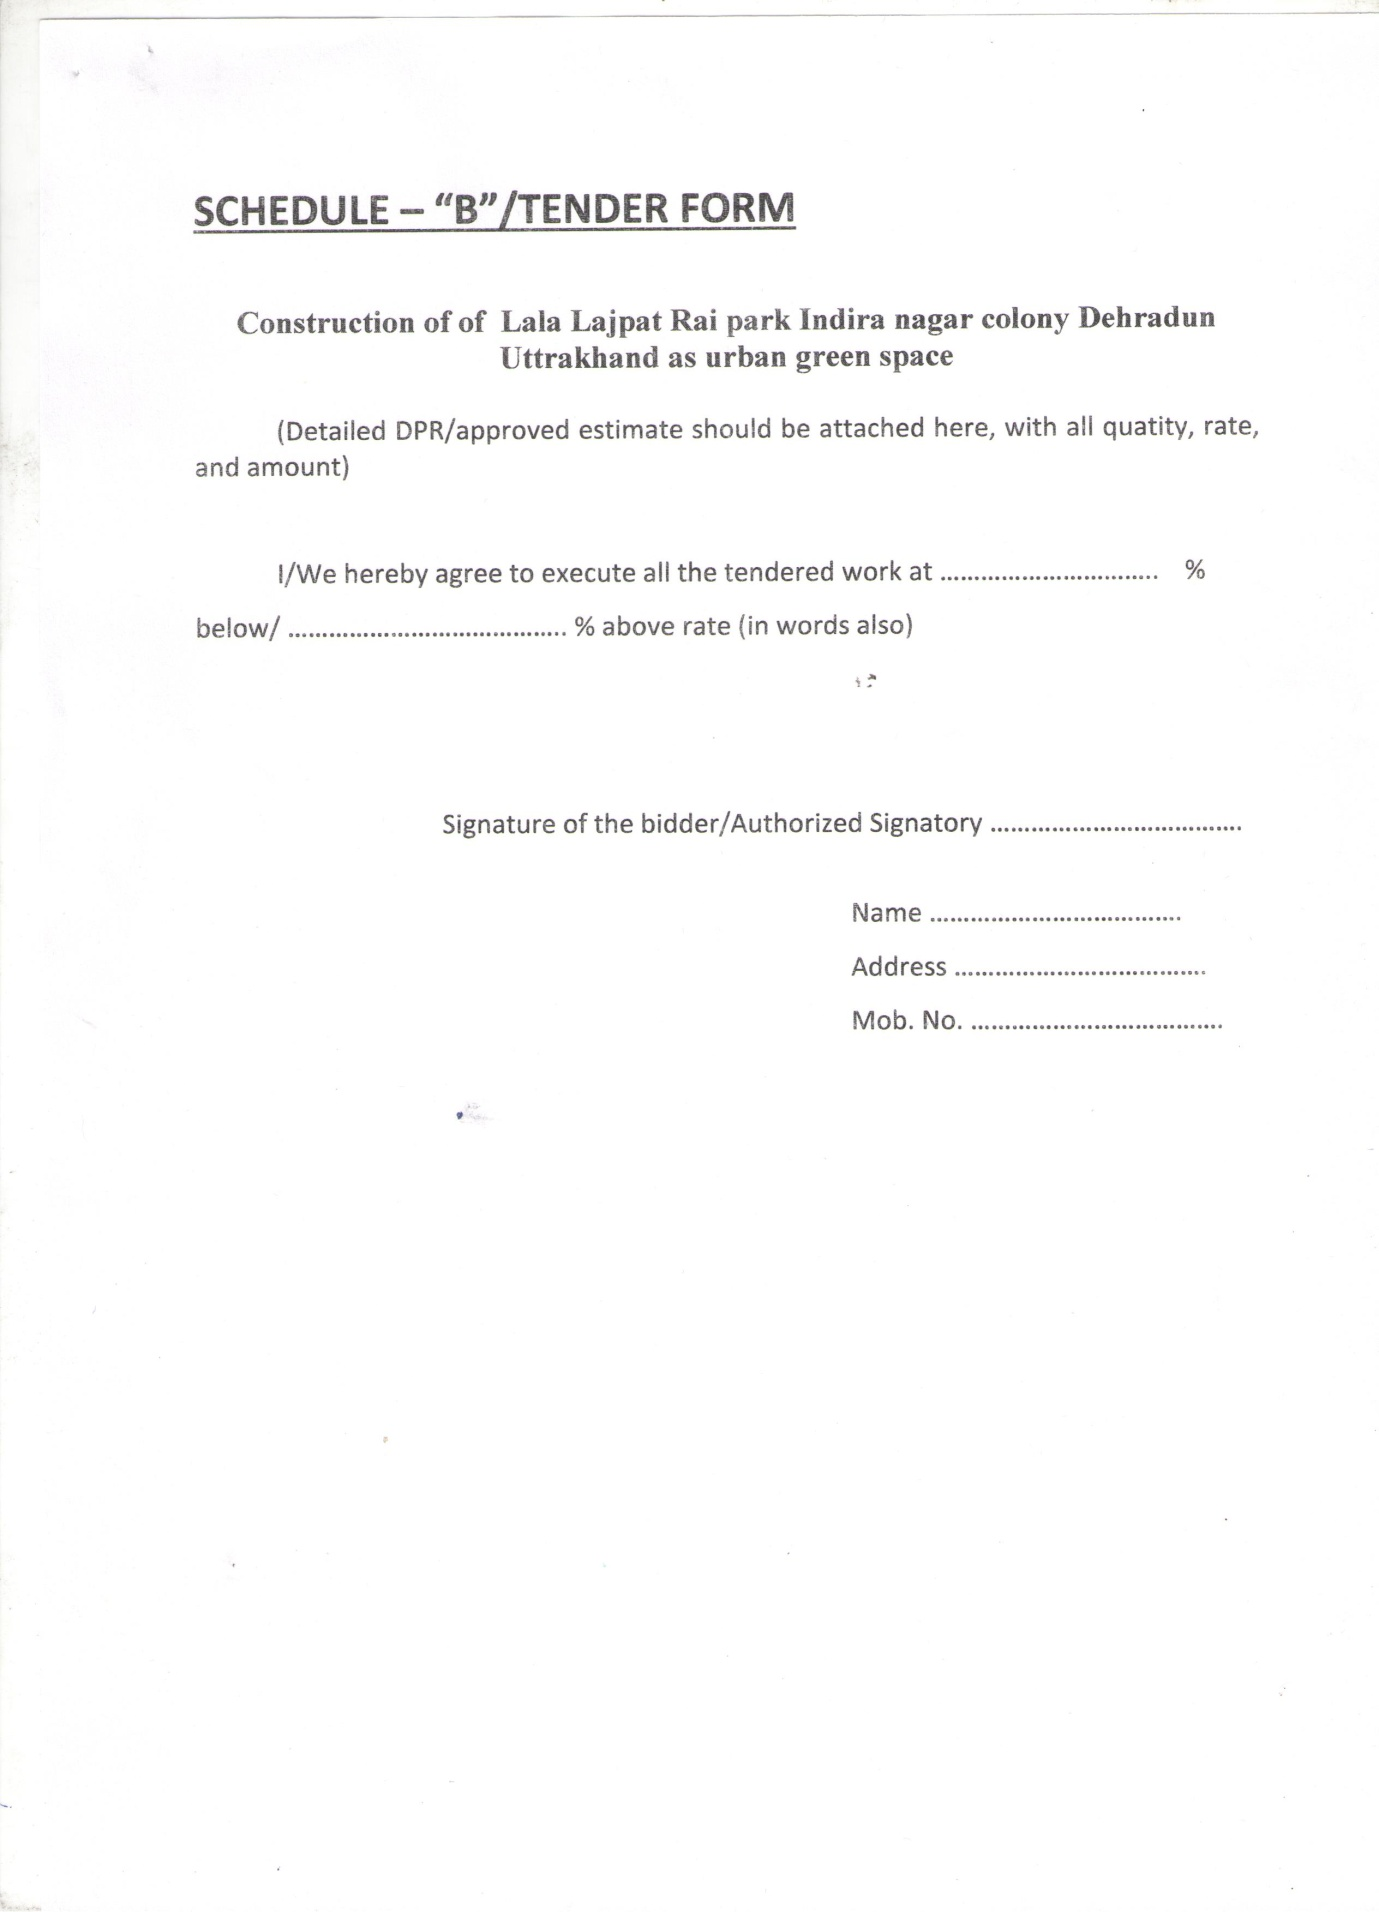 SCHEDULE – “B”/TENDER FORM
Construction of of Lala Lajpat Rai park Indira nagar colony Dehradun
Uttrakhand as urban green space
(Detailed DPR/approved estimate should be attached here, with all quatity, rate,
and amount)
I/We hereby agree to execute all the tendered work at ................................ %
below/ ......................................... % above rate (in words also)
Signature of the bidder/Authorized Signatory .....................................
Name .....................................
Address .....................................
Mob. No. .....................................